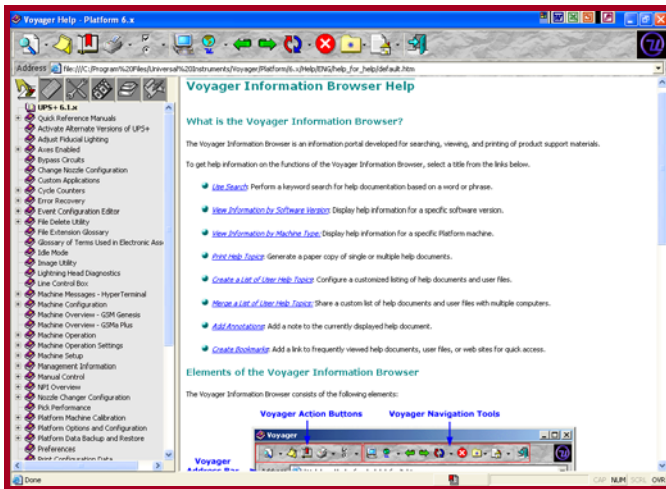 Voyager Help - Platform 6.x
Address file:///C:/Program%20Files/Universal%20Instruments/Voyager/Platform/6.x/Help/ENG/help_for_help/default.htm
UPS+ 6.1.x
Quick Reference Manuals
Activate Alternate Versions of UPS+
Adjust Fiducial Lighting
Axes Enabled
Bypass Circuits
Change Nozzle Configuration
Custom Applications
Cycle Counters
Error Recovery
Event Configuration Editor
File Delete Utility
File Extension Glossary
Glossary of Terms Used in Electronic Ass
Idle Mode
Image Utility
Lightning Head Diagnostics
Line Control Box
Machine Messages - HyperTerminal
Machine Configuration
Machine Overview - GSM Genesis
Machine Overview - GSMa Plus
Machine Operation
Machine Operation Settings
Machine Setup
Management Information
Manual Control
NPI Overview
Nozzle Changer Configuration
Pick Performance
Platform Machine Calibration
Platform Options and Configuration
Platform Data Backup and Restore
Preferences
Print Configuration Data
Voyager Information Browser Help
What is the Voyager Information Browser?
The Voyager Information Browser is an information portal developed for searching, viewing, and printing of product support materials.
To get help information on the functions of the Voyager Information Browser, select a title from the links below.
Use Search: Perform a keyword search for help documentation based on a word or phrase.
View Information by Software Version: Display help information for a specific software version.
View Information by Machine Type: Display help information for a specific Platform machine.
Print Help Topics: Generate a paper copy of single or multiple help documents.
Create a List of User Help Topics: Configure a customized listing of help documents and user files.
Merge a List of User Help Topics: Share a custom list of help documents and user files with multiple computers.
Add Annotations: Add a note to the currently displayed help document.
Create Bookmarks: Add a link to frequently viewed help documents, user files, or web sites for quick access.
Elements of the Voyager Information Browser
The Voyager Information Browser consists of the following elements:
Voyager Action Buttons Voyager Navigation Tools
Voyager
Voyager
Address Bar
Done
CAP NUM SCRL OVR